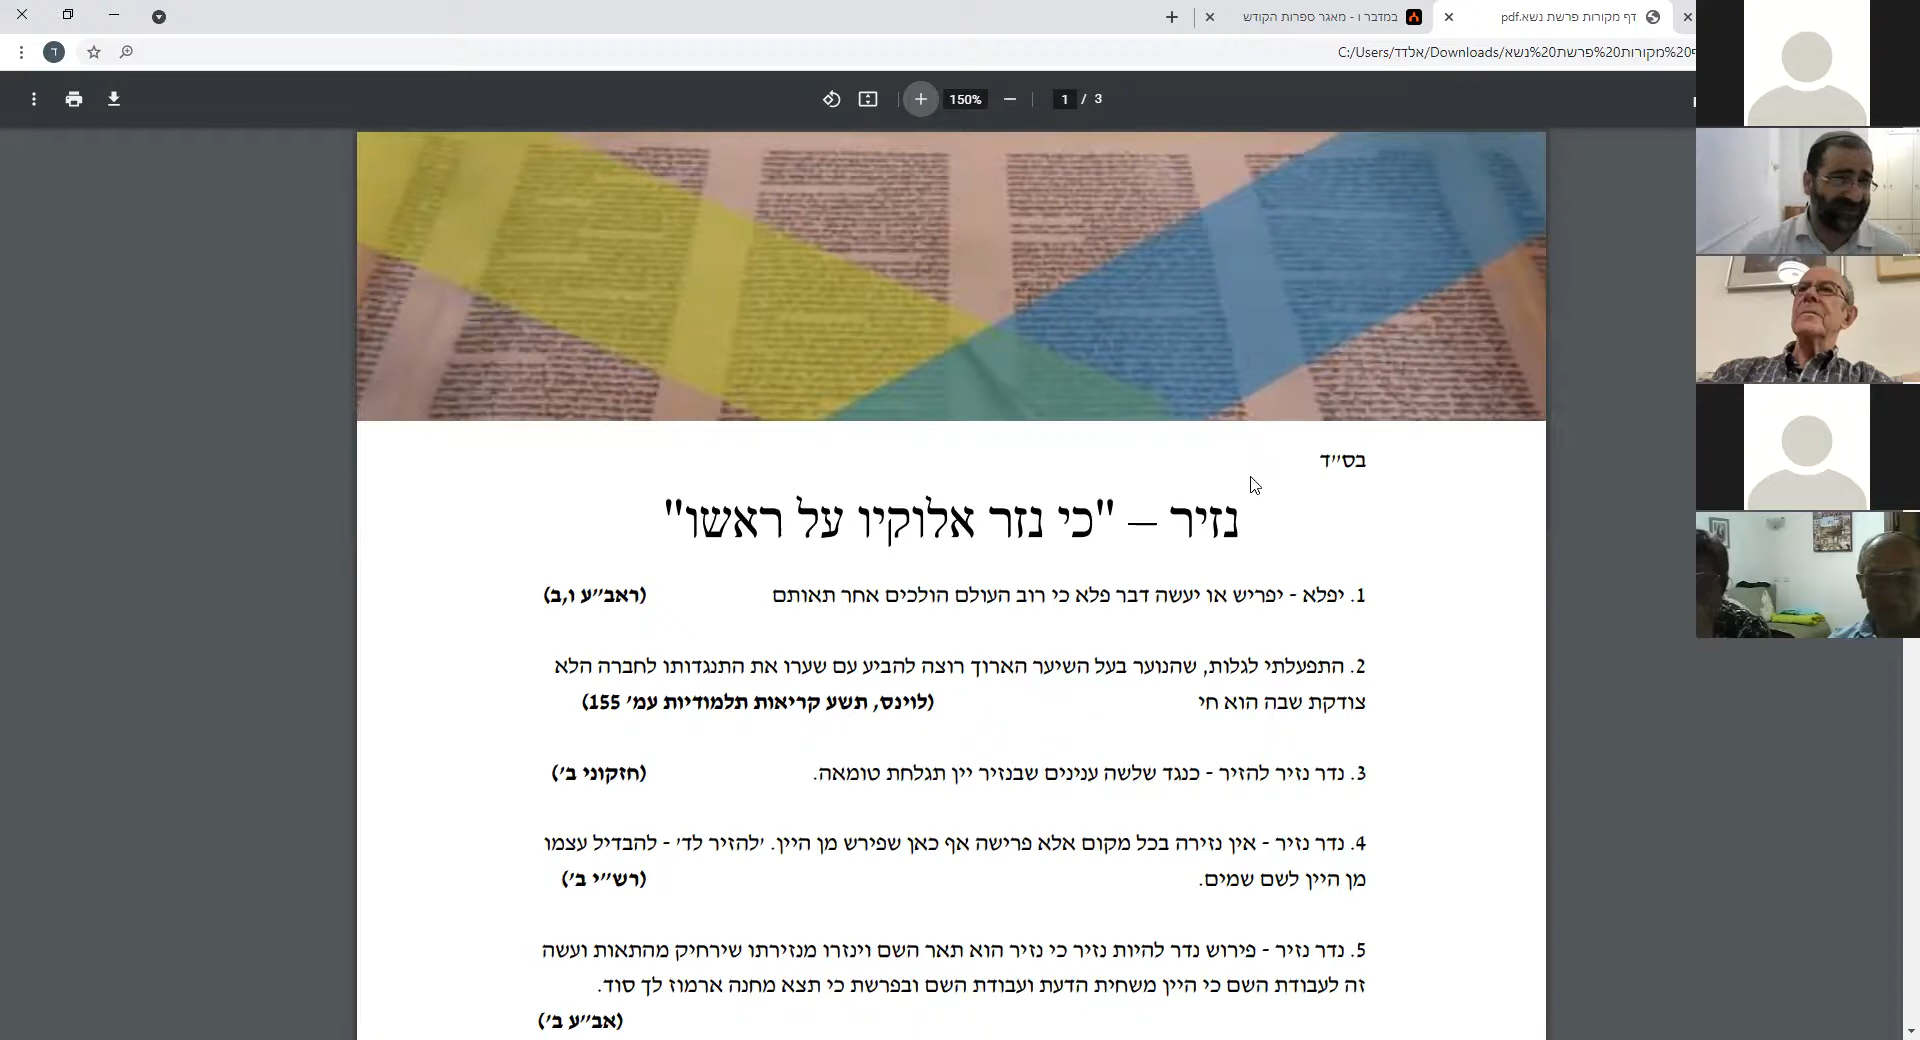 דף מקורות פרשת נשא.pdf
במדבר ו - מאגר ספרות הקודש
C:/Users/אלדד/Downloads/מקורות%20פרשת%20נשא%20
ד
150%
1 / 3
בס"ד
נזיר – "כי נזר אלוקיו על ראשו"
1. יפלא - יפריש או יעשה דבר פלא כי רוב העולם הולכים אחר תאותם (ראב"ע ו,ב)
2. התפעלתי לגלות, שהנוער בעל השיער הארוך רוצה להביע עם שערו את התנגדותו לחברה הלא
צודקת שבה הוא חי (לוינס, תשע קריאות תלמודיות עמ' 155)
3. נדר נזיר להזיר - כנגד שלשה ענינים שבנזיר יין תגלחת טומאה. (חזקוני ב')
4. נדר נזיר - אין נזירה בכל מקום אלא פרישה אף כאן שפירש מן היין. 'להזיר לד' - להבדיל עצמו
מן היין לשם שמים. (רש"י ב')
5. נדר נזיר - פירוש נדר להיות נזיר כי נזיר הוא תאר השם וינזרו מנזירתו שירחיק מהתאות ועשה
זה לעבודת השם כי היין משחית הדעת ועבודת השם ובפרשת כי תצא מחנה ארמוז לך סוד.
(אב"ע ב')